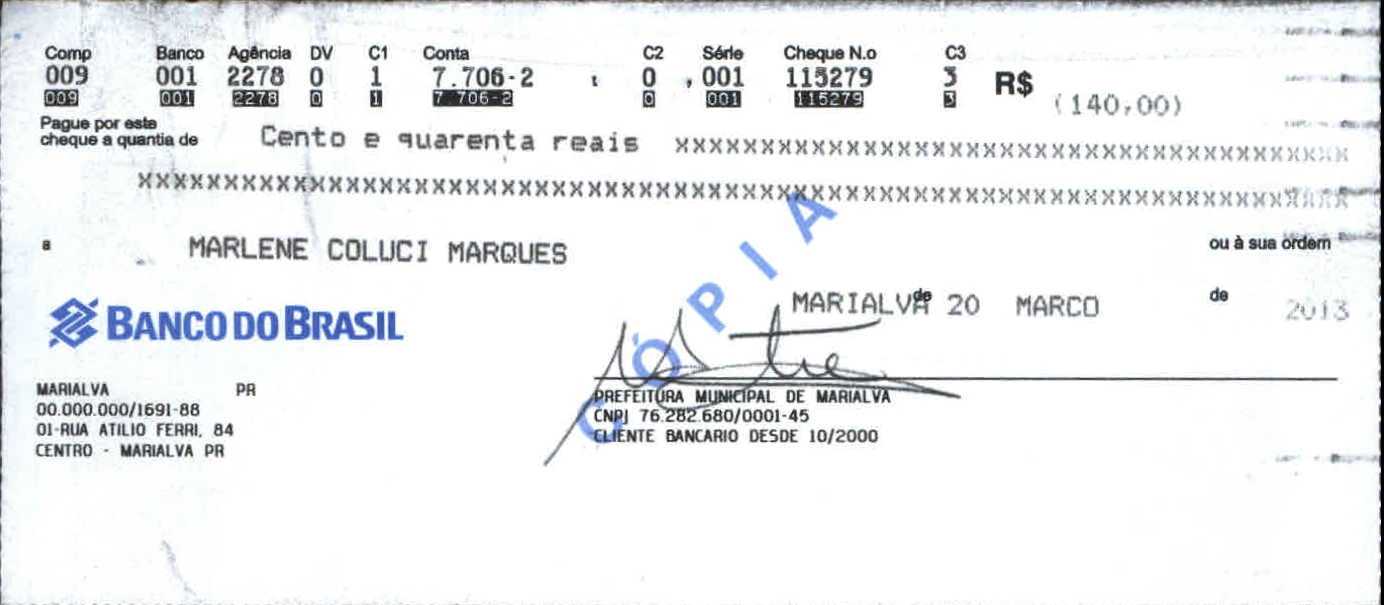 Comp Banco Agência DV C1 Conta C2 Série Cheque N.o C3
009 001 2278 0 1 7.706-2 0 001 115279 3 R$ (140,00)
009 001 2278 0 1 7 706-2 0 001 115279 3
Pague por este
cheque a quantia de Cento e quarenta reais xxxxxxxxxxxxxxxxxxxxxxxxxxxxxxxxxxxxxxxxxxxxxxx
xxxxxxxxxxxxxxxxxxxxxxxxxxxxxxxxxxxxxxxxxxxxxxxxxxxxxxxxxxxxxxxxxxxxxxxxxxxxxxxxxxx
a MARLENE COLUCI MARQUES ou à sua ordem
MARIALVA de 20 MARCO de 2013
BANCO DO BRASIL
CÓPIA
MARIALVA PR
00.000.000/1691-88
01-RUA ATILIO FERRI, 84
CENTRO - MARIALVA PR
PREFEITURA MUNICIPAL DE MARIALVA
CNPJ 76.282.680/0001-45
CLIENTE BANCARIO DESDE 10/2000